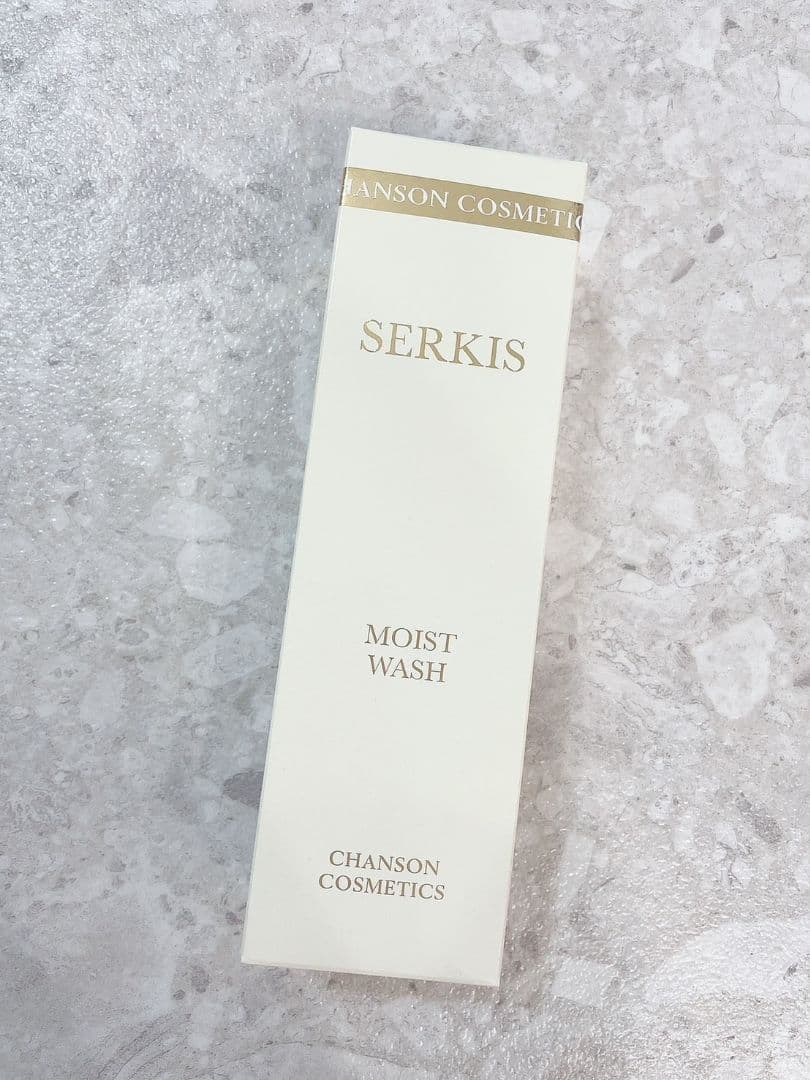 HANSON COSMETIC
SERKIS
MOIST
WASH
CHANSON
COSMETICS